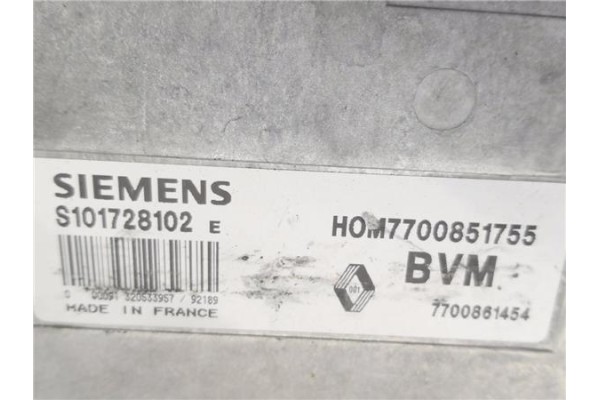 SIEMENS
S101728102 E
HOM7700851755
BVM
7700861454
MADE IN FRANCE